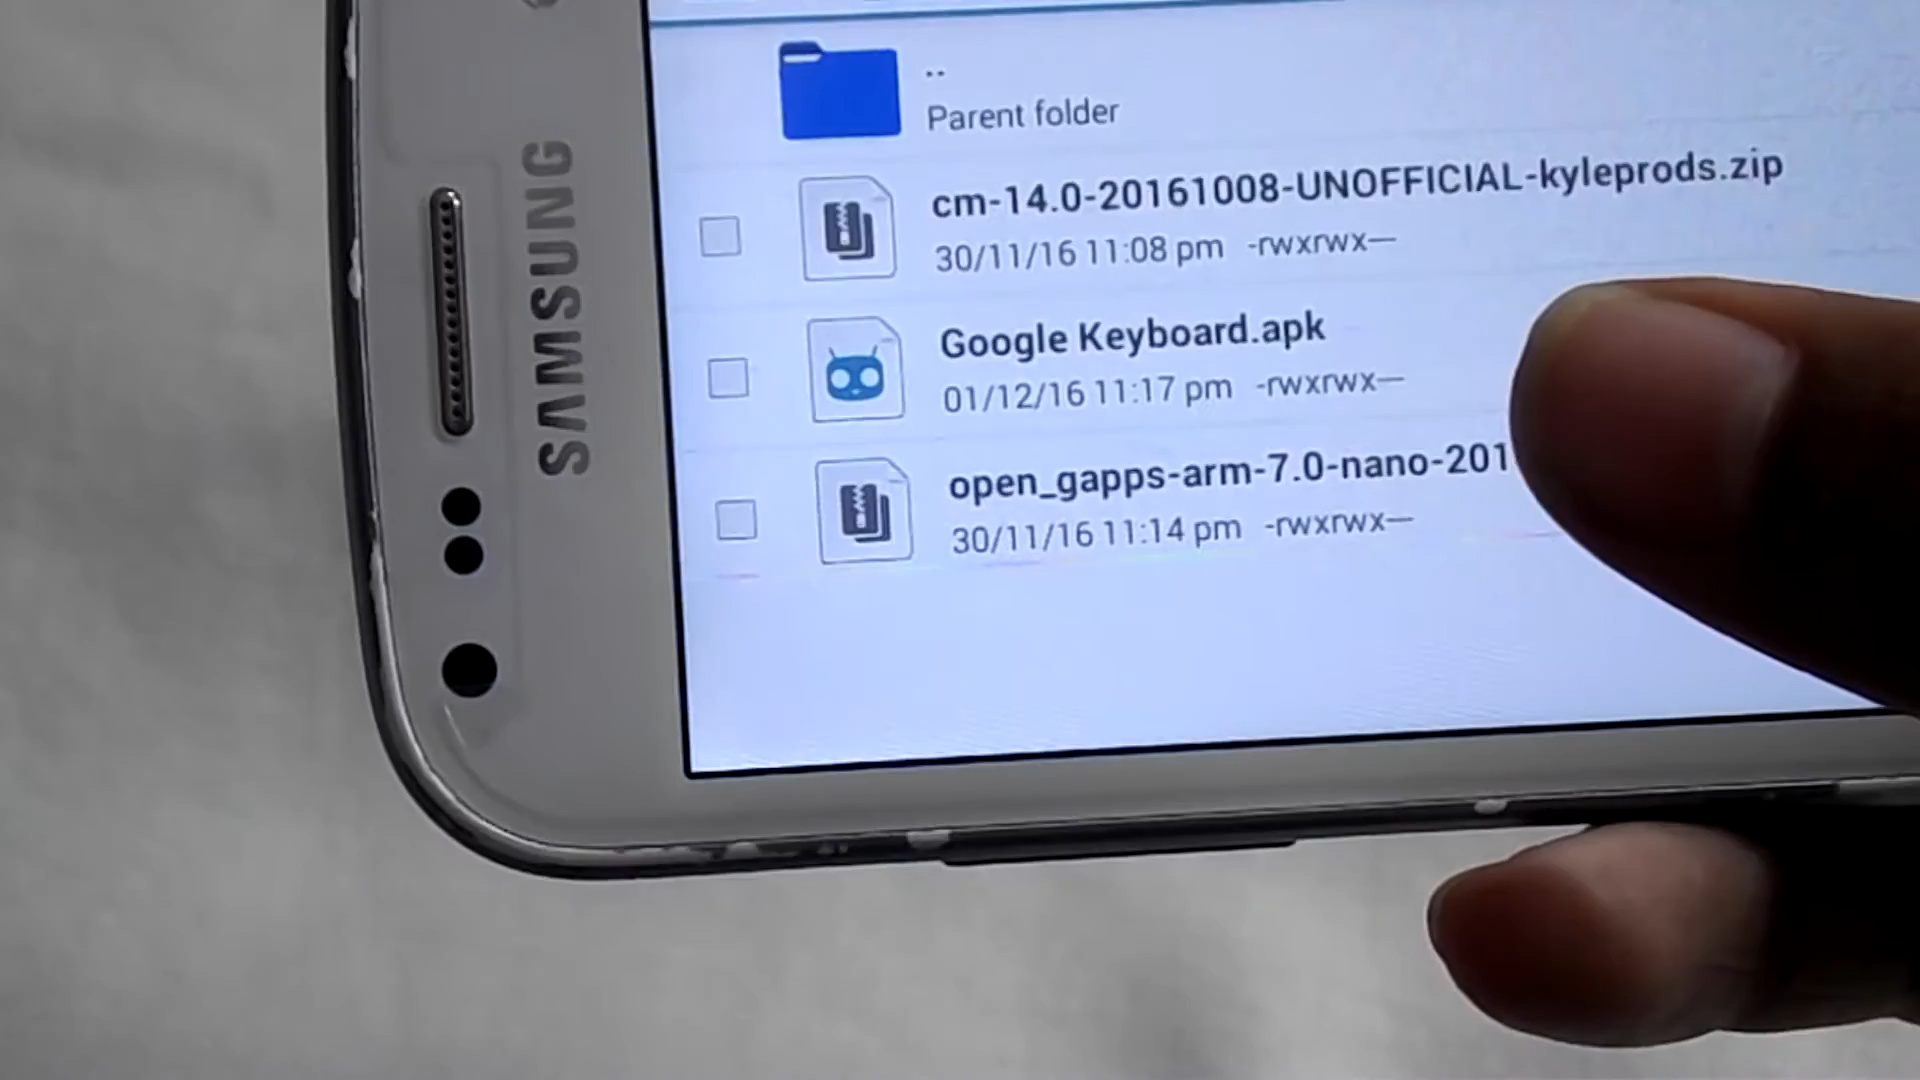 SAMSUNG
..
Parent folder
cm-14.0-20161008-UNOFFICIAL-kyleprods.zip
30/11/16 11:08 pm -rwxrwx—
Google Keyboard.apk
01/12/16 11:17 pm -rwxrwx—
open_gapps-arm-7.0-nano-201
30/11/16 11:14 pm -rwxrwx—